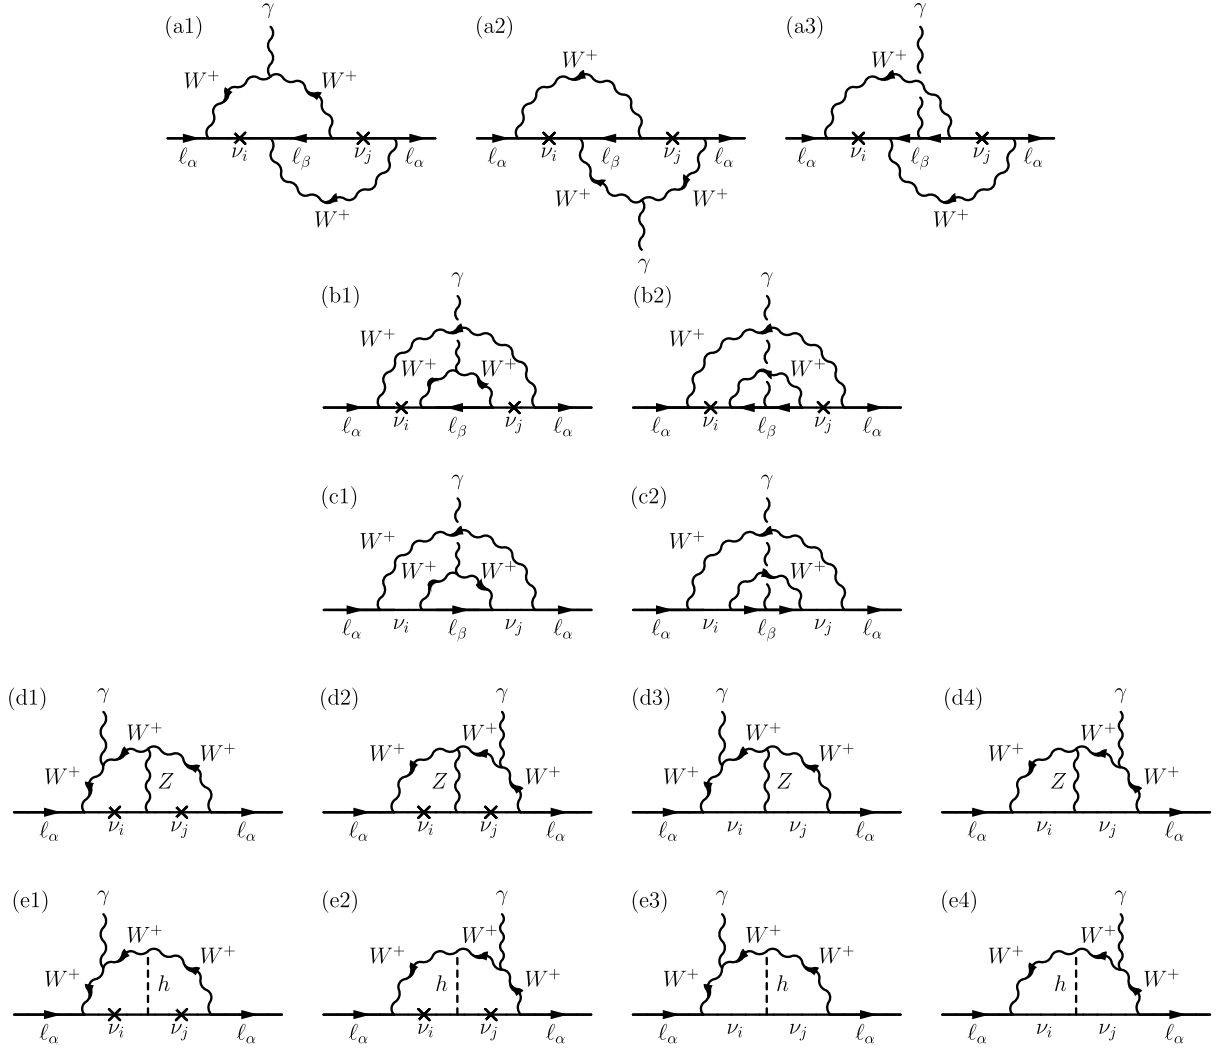 (a1) γ (a2) (a3) γ
W⁺ W⁺ W⁺ W⁺
ℓ_α ν_i ℓ_β ν_j ℓ_α ℓ_α ν_i ℓ_β ν_j ℓ_α ℓ_α ν_i ℓ_β ν_j ℓ_α
W⁺ W⁺ W⁺ W⁺
γ
(b1) γ (b2) γ
W⁺ W⁺
W⁺ W⁺ W⁺
ℓ_α ν_i ℓ_β ν_j ℓ_α ℓ_α ν_i ℓ_β ν_j ℓ_α
(c1) γ (c2) γ
W⁺ W⁺
W⁺ W⁺ W⁺
ℓ_α ν_i ℓ_β ν_j ℓ_α ℓ_α ν_i ℓ_β ν_j ℓ_α
(d1) γ (d2) γ (d3) γ (d4) γ
W⁺ W⁺ W⁺ W⁺ W⁺ W⁺ W⁺ W⁺
W⁺ Z Z W⁺ W⁺ Z Z W⁺
ℓ_α ν_i ν_j ℓ_α ℓ_α ν_i ν_j ℓ_α ℓ_α ν_i ν_j ℓ_α ℓ_α ν_i ν_j ℓ_α
(e1) γ (e2) γ (e3) γ (e4) γ
W⁺ W⁺ W⁺ W⁺ W⁺ W⁺ W⁺ W⁺
W⁺ h h W⁺ W⁺ h h W⁺
ℓ_α ν_i ν_j ℓ_α ℓ_α ν_i ν_j ℓ_α ℓ_α ν_i ν_j ℓ_α ℓ_α ν_i ν_j ℓ_α